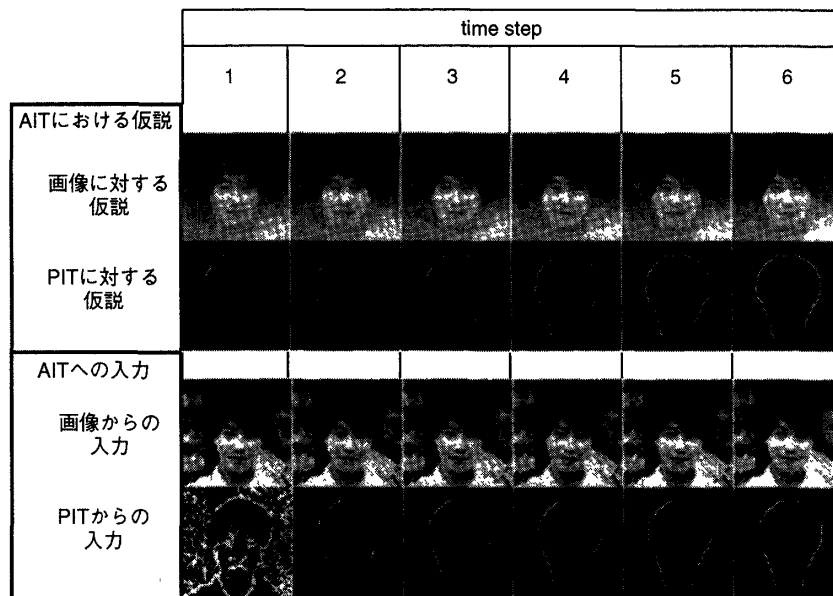 time step
1 2 3 4 5 6
AITにおける仮説
画像に対する
仮説
PITに対する
仮説
AITへの入力
画像からの
入力
PITからの
入力